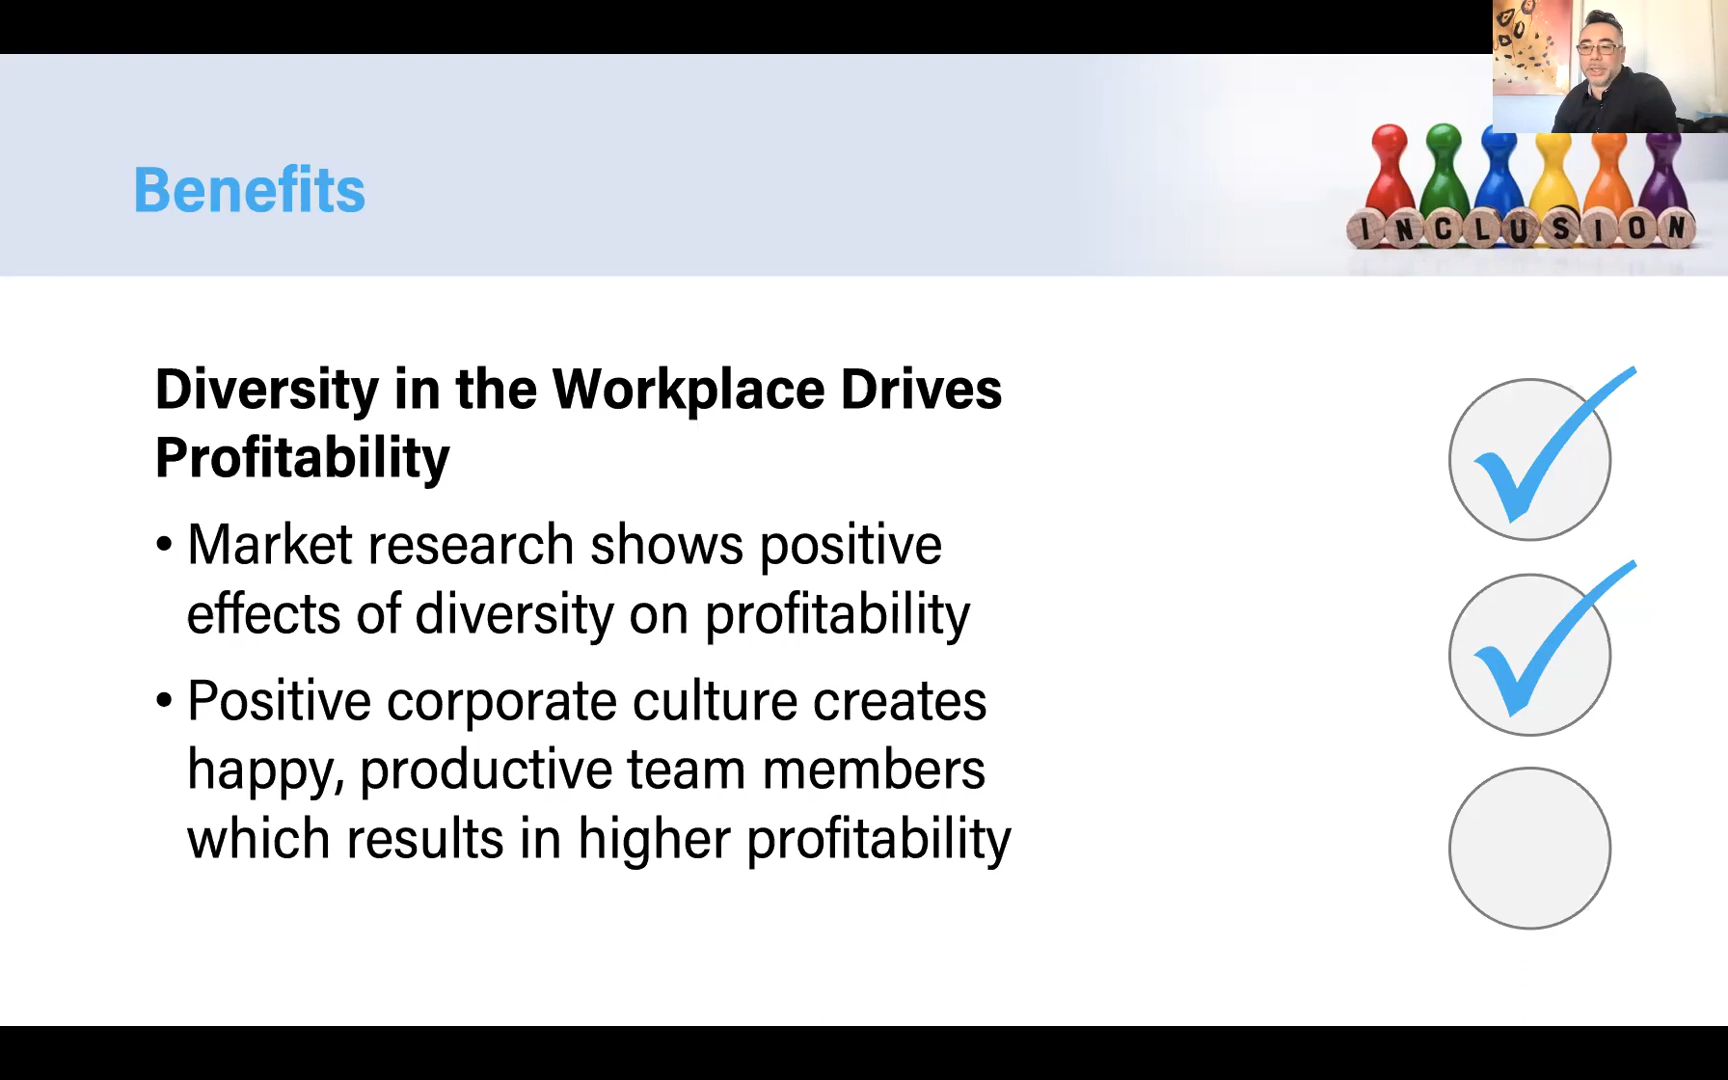 Benefits
INCLUSION
Diversity in the Workplace Drives
Profitability
• Market research shows positive
effects of diversity on profitability
• Positive corporate culture creates
happy, productive team members
which results in higher profitability